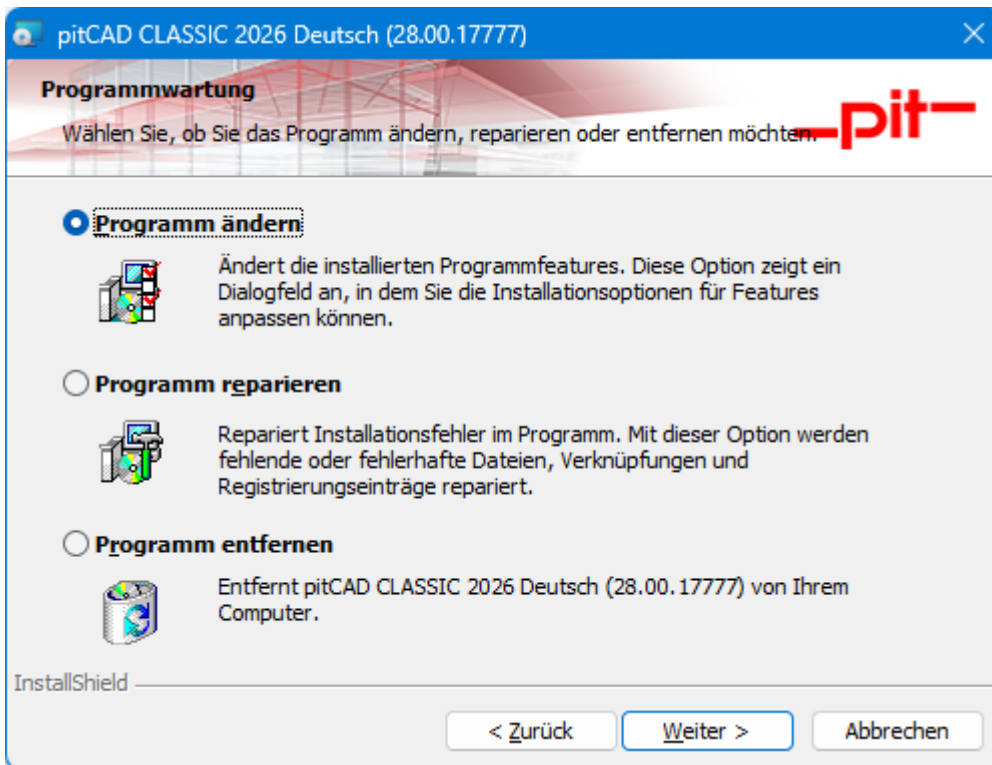 pitCAD CLASSIC 2026 Deutsch (28.00.17777)
Programmwartung
Wählen Sie, ob Sie das Programm ändern, reparieren oder entfernen möchten.
pit
Programm ändern
Ändert die installierten Programmfeatures. Diese Option zeigt ein
Dialogfeld an, in dem Sie die Installationsoptionen für Features
anpassen können.
Programm reparieren
Repariert Installationsfehler im Programm. Mit dieser Option werden
fehlende oder fehlerhafte Dateien, Verknüpfungen und
Registrierungseinträge repariert.
Programm entfernen
Entfernt pitCAD CLASSIC 2026 Deutsch (28.00.17777) von Ihrem
Computer.
InstallShield
< Zurück Weiter > Abbrechen